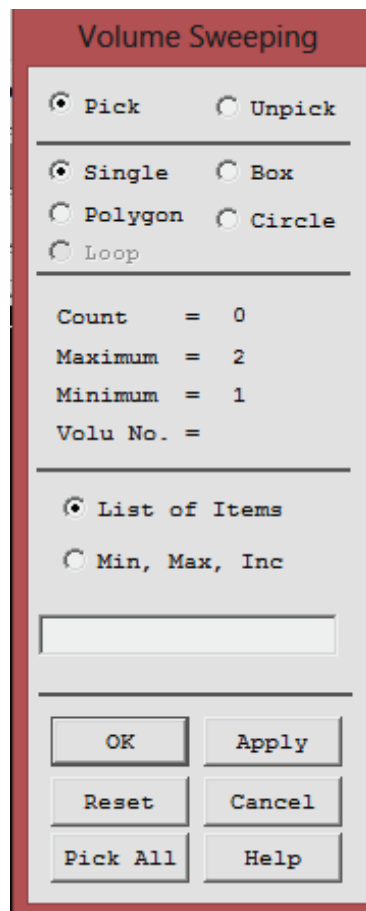 Volume Sweeping
Pick Unpick
Single Box
Polygon Circle
Loop
Count = 0
Maximum = 2
Minimum = 1
Volu No. =
List of Items
Min, Max, Inc
OK Apply
Reset Cancel
Pick All Help